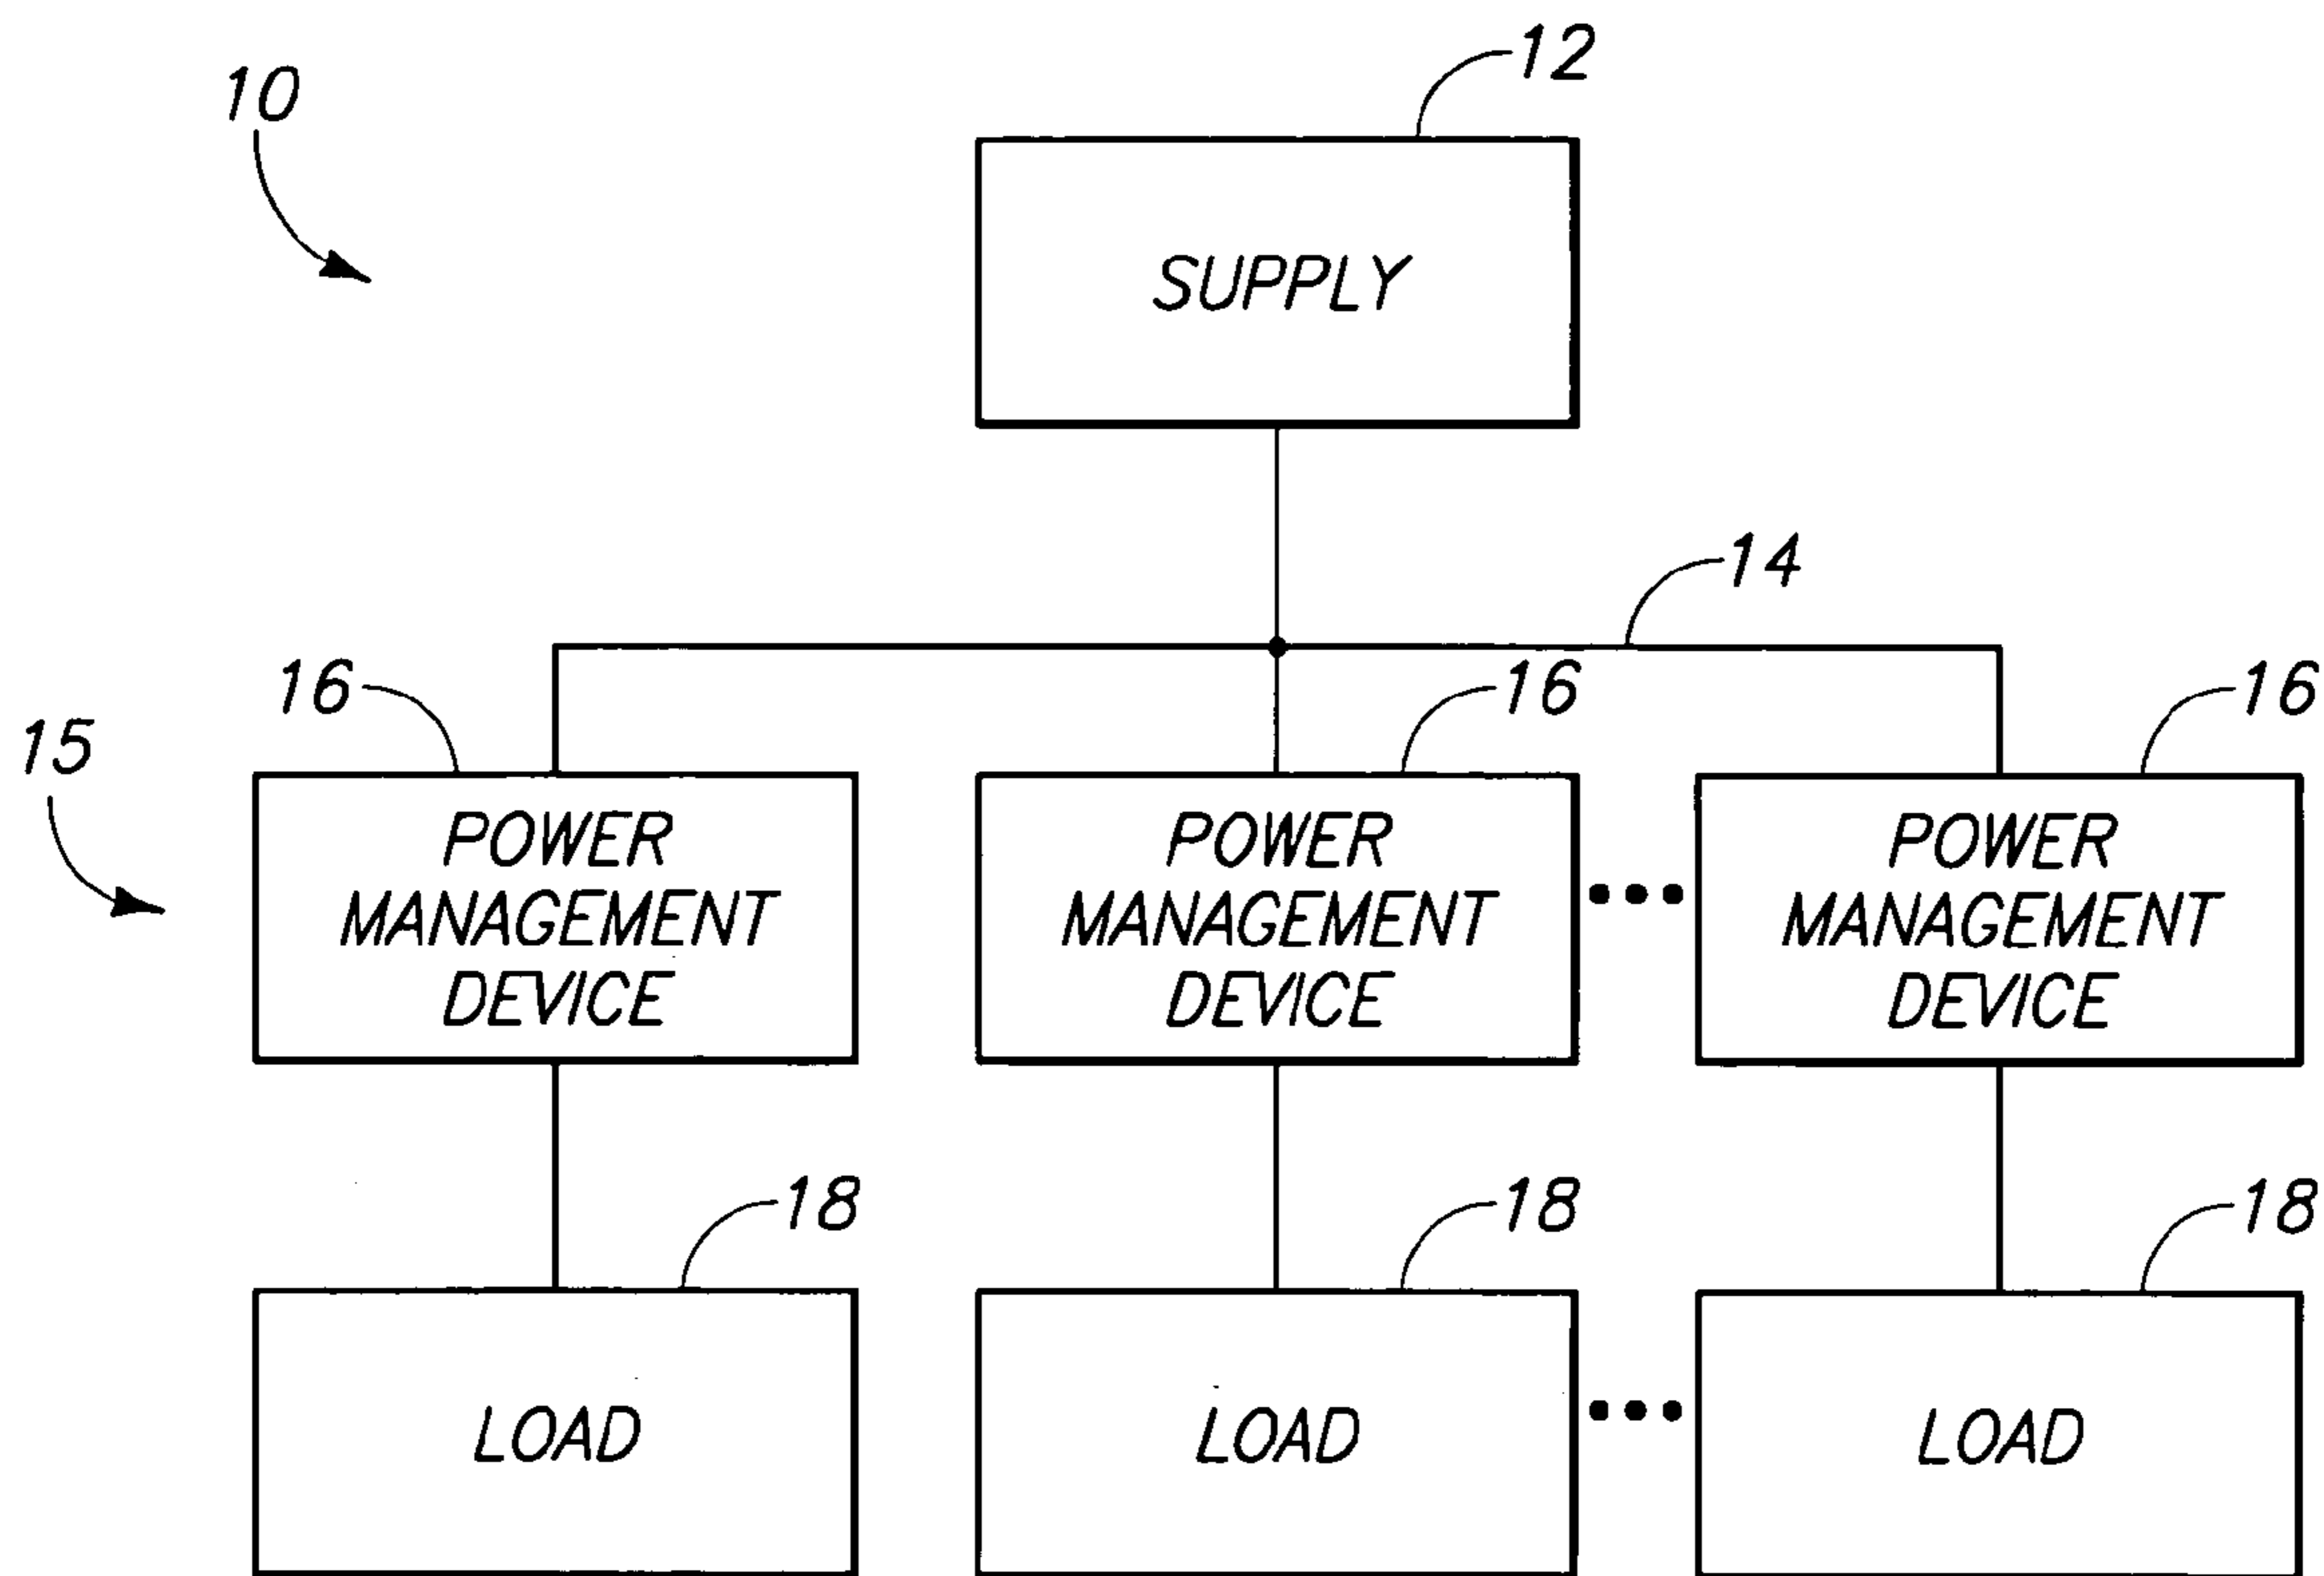 10
12
SUPPLY
14
15
16
16
16
POWER
MANAGEMENT
DEVICE
POWER
MANAGEMENT
DEVICE
POWER
MANAGEMENT
DEVICE
18
18
18
LOAD
LOAD
LOAD